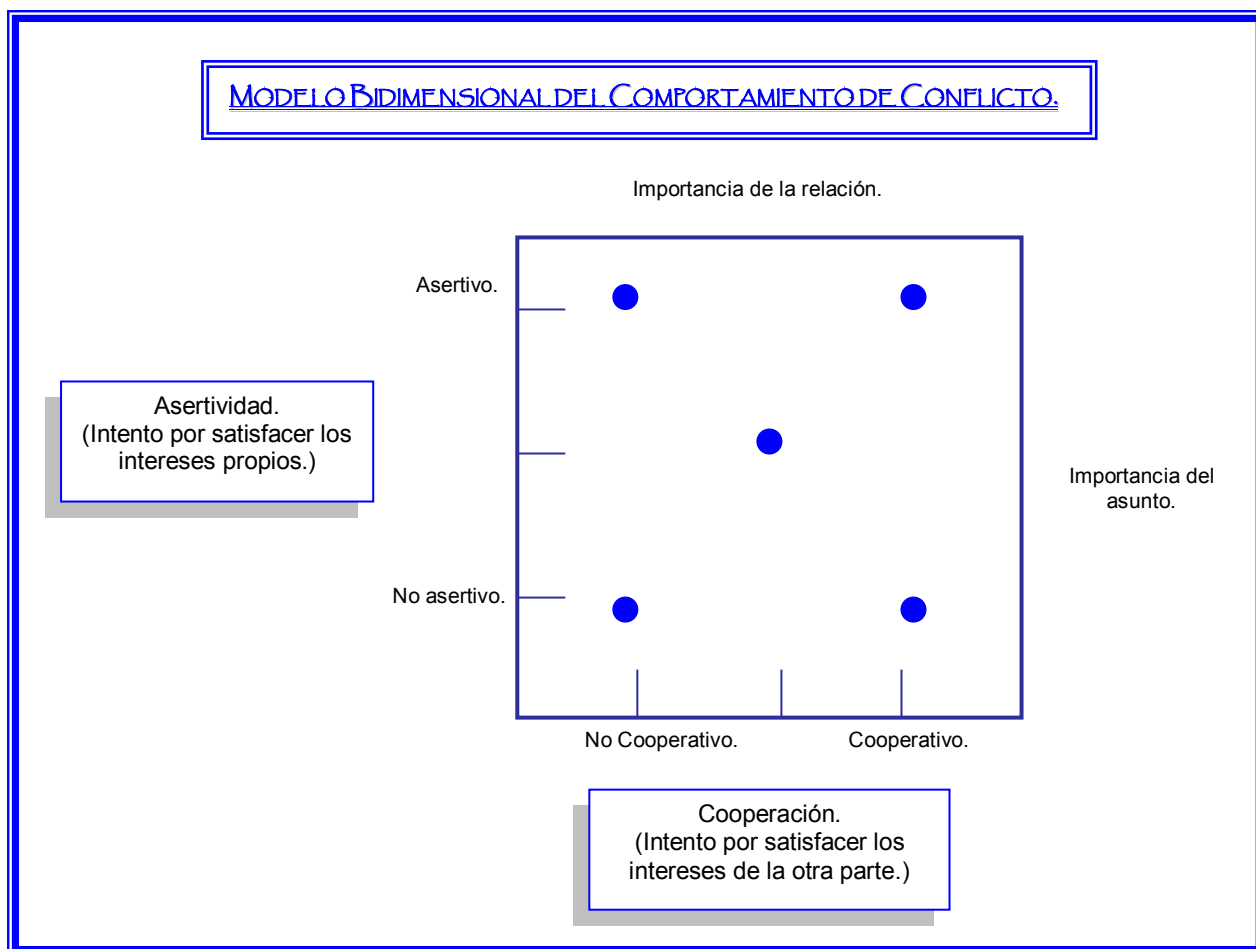 MODELO BIDIMENSIONAL DEL COMPORTAMIENTO DE CONFLICTO.
Importancia de la relación.
Asertivo.
Asertividad.
(Intento por satisfacer los
intereses propios.)
Importancia del
asunto.
No asertivo.
No Cooperativo.
Cooperativo.
Cooperación.
(Intento por satisfacer los
intereses de la otra parte.)